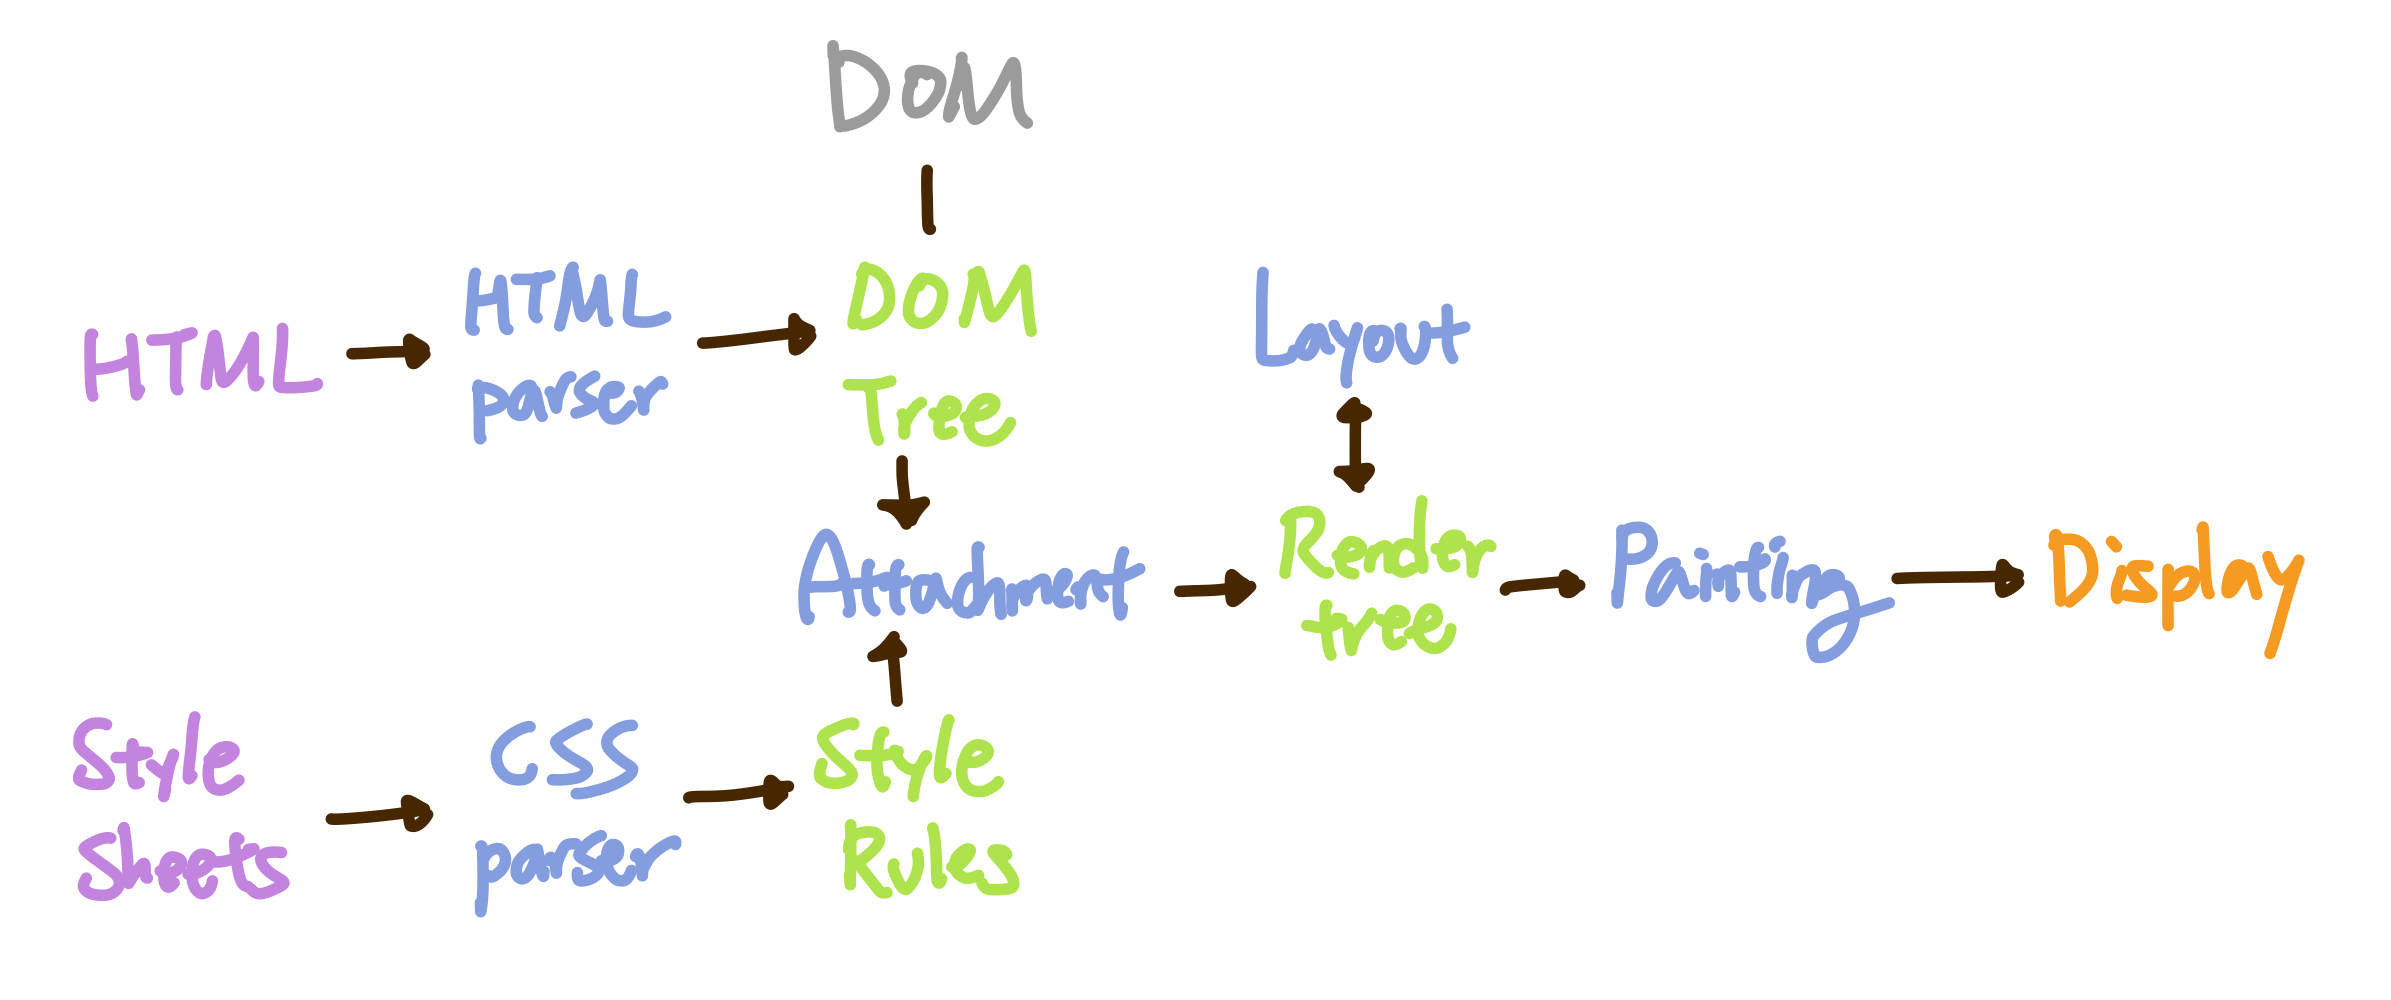 DOM
HTML
HTML
parser
DOM
Tree
Layout
Attachment
Render
tree
Painting
Display
Style
Sheets
CSS
parser
Style
Rules